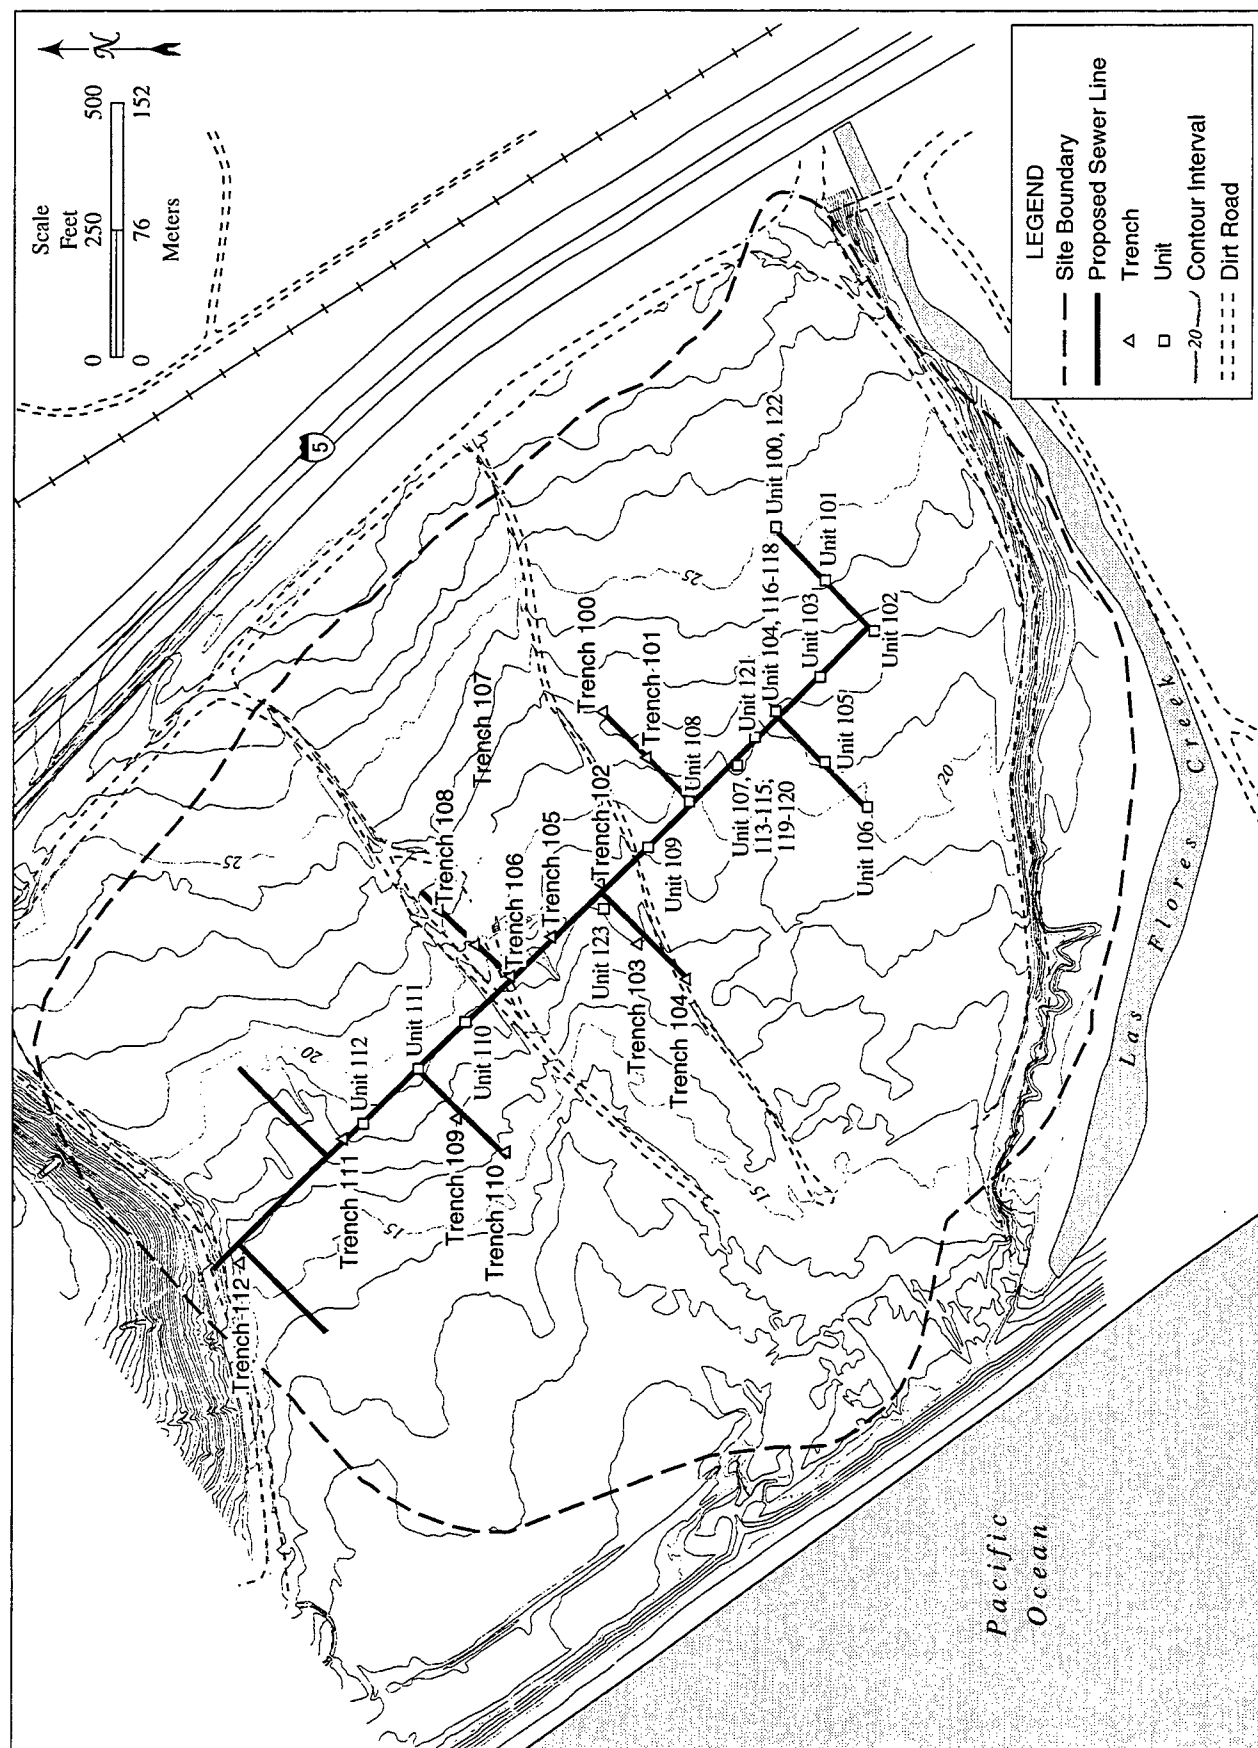 Scale
Feet
0 250 500
0 76 152
Meters
N
5
LEGEND
Site Boundary
Proposed Sewer Line
Trench
Unit
20 Contour Interval
Dirt Road
Trench 112
Trench 111
Unit 112
Unit 111
Trench 109
Trench 110
Unit 110
Trench 108
Trench 107
Trench 106
Trench 105
Trench 102
Unit 123
Trench 103
Trench 104
Trench 100
Trench 101
Unit 109
Unit 108
Unit 107,
113-115,
119-120
Unit 121
Unit 104, 116-118
Unit 103
Unit 105
Unit 106
Unit 102
Unit 101
Unit 100, 122
25
20
15
15
25
20
Las Flores Creek
Pacific
Ocean